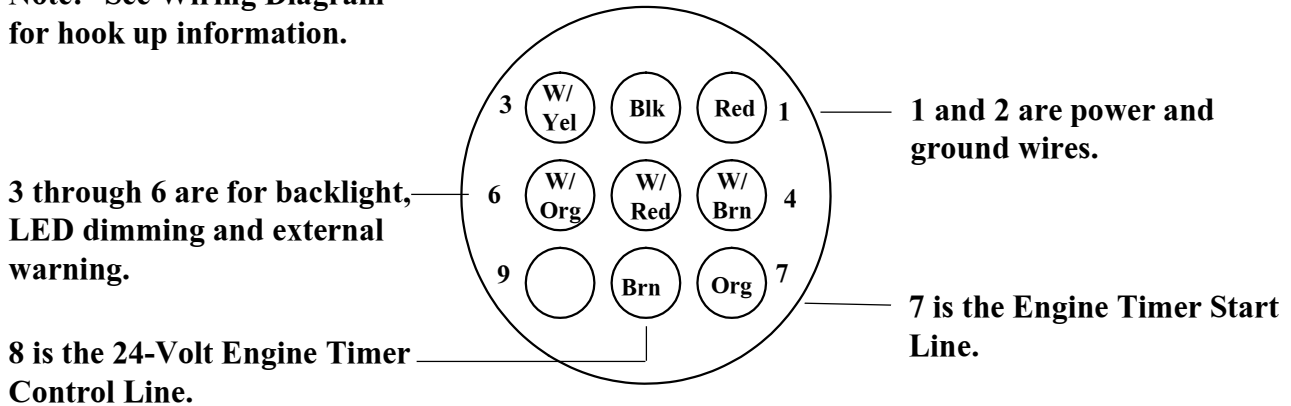 Note: See Wiring Diagram
for hook up information.
3 W/ Yel Blk Red 1
1 and 2 are power and
ground wires.
3 through 6 are for backlight,
LED dimming and external
warning.
6 W/ Org W/ Red W/ Brn 4
9 Brn Org 7
7 is the Engine Timer Start
Line.
8 is the 24-Volt Engine Timer
Control Line.